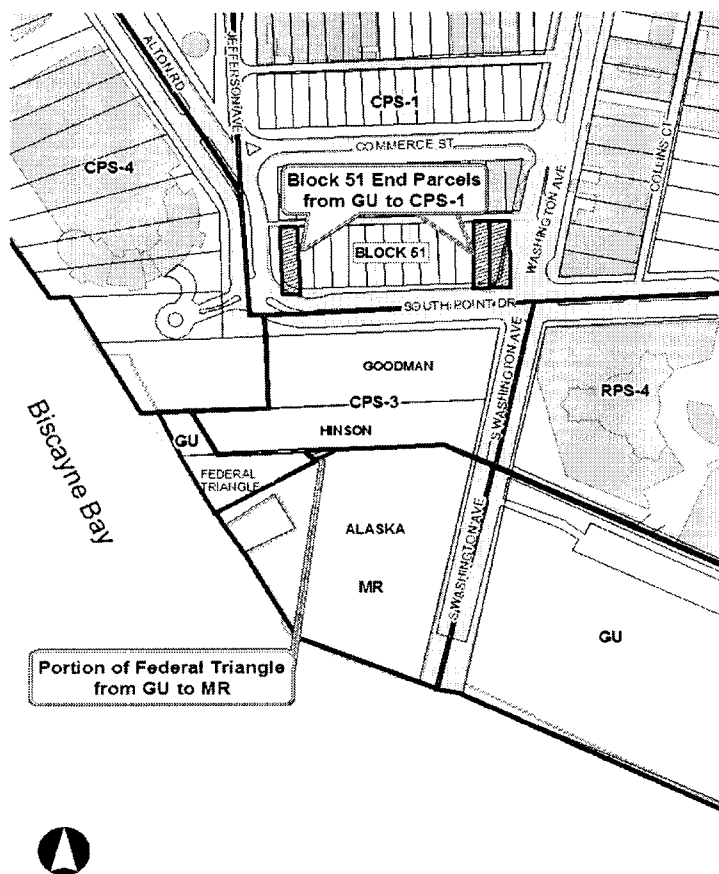 ALTON RD
JEFFERSON AVE
CPS-1
COMMERCE ST
COLLINS CT
CPS-4
Block 51 End Parcels
from GU to CPS-1
WASHINGTON AVE
BLOCK 51
SOUTH POINT DR
GOODMAN
S WASHINGTON AVE
RPS-4
CPS-3
HINSON
GU
Biscayne Bay
FEDERAL
TRIANGLE
ALASKA
S WASHINGTON AVE
MR
GU
Portion of Federal Triangle
from GU to MR